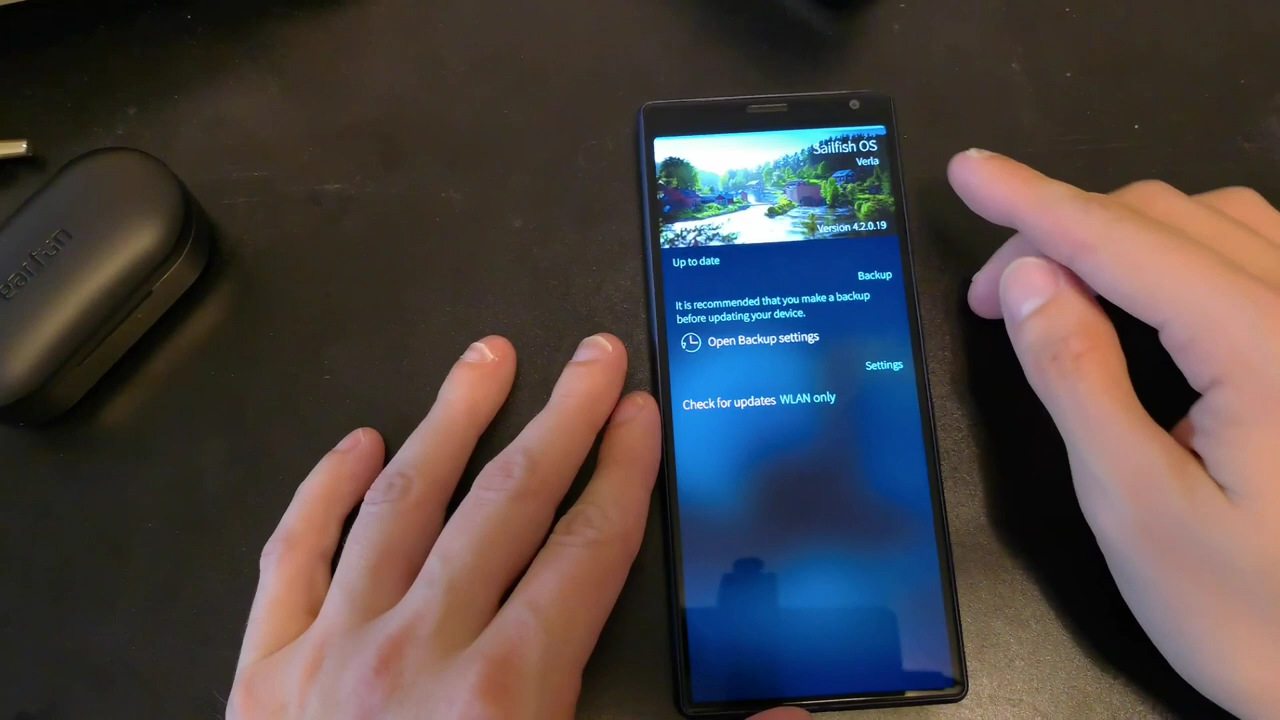 Sailfish OS
Verla
Version 4.2.0.19
Up to date
Backup
It is recommended that you make a backup
before updating your device.
Open Backup settings
Settings
Check for updates WLAN only
earfun